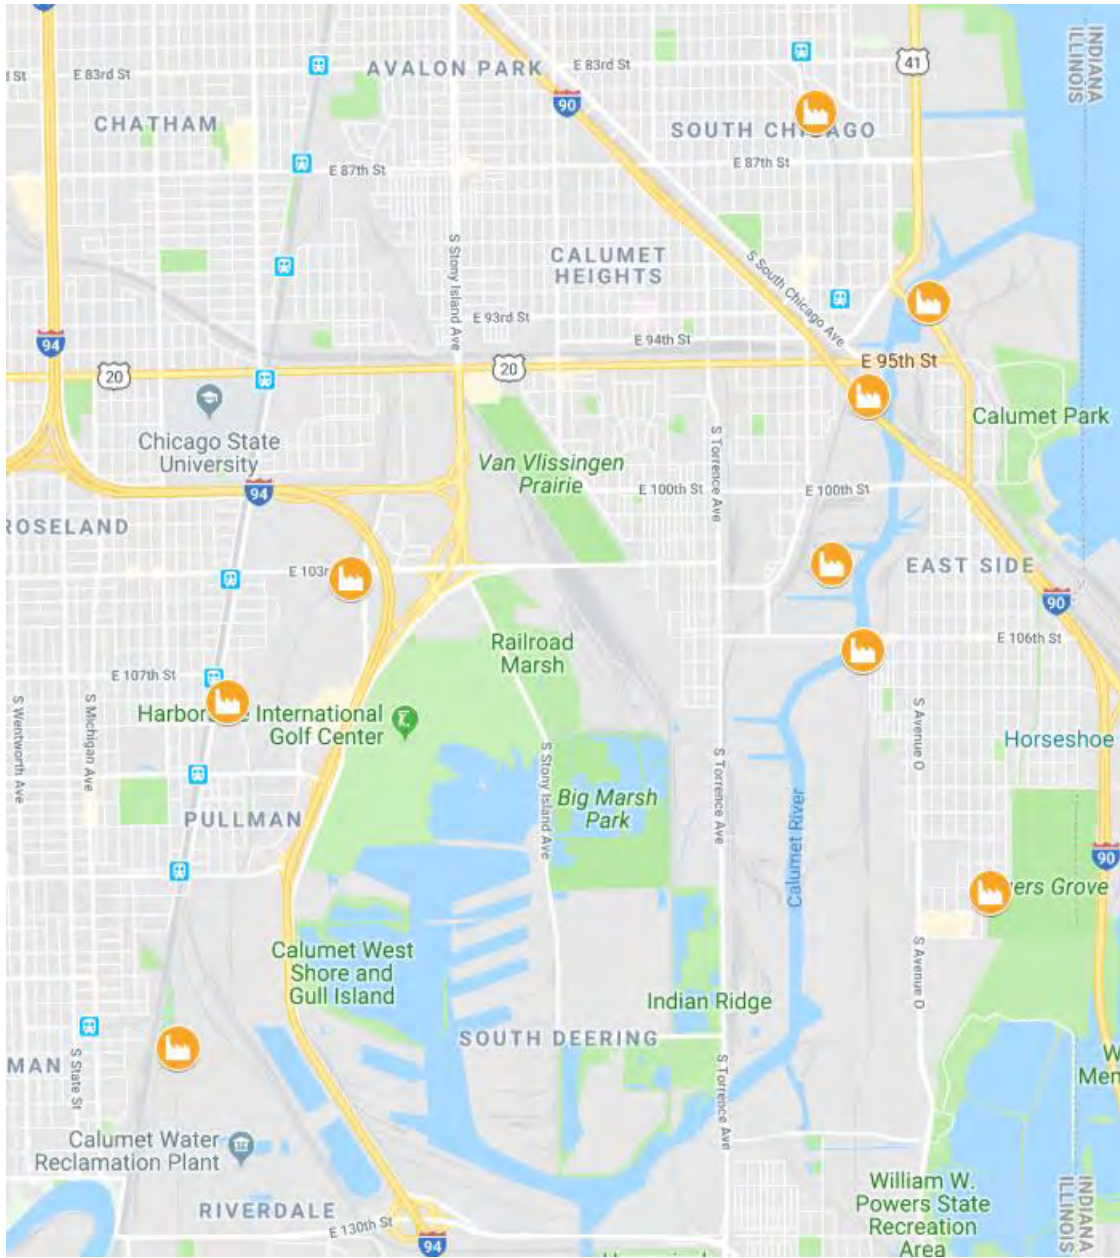 INDIANA
ILLINOIS
41
E 83rd St
AVALON PARK
E 83rd St
St
90
CHATHAM
SOUTH CHICAGO
E 87th St
E 87th St
S Stony Island Ave
CALUMET
HEIGHTS
S South Chicago Ave
E 93rd St
94
E 94th St
E 95th St
20
20
Chicago State
University
Calumet Park
Van Vlissingen
Prairie
S Torrence Ave
E 100th St
E 100th St
94
ROSELAND
E 103r
EAST SIDE
90
Railroad
Marsh
E 106th St
E 107th St
S Wentworth Ave
S Michigan Ave
International
Golf Center
S Avenue O
Horseshoe
S Stony Island Ave
S Torrence Ave
Big Marsh
Park
Calumet River
PULLMAN
90
ers Grove
Calumet West
Shore and
Gull Island
S Avenue O
Indian Ridge
SOUTH DEERING
MAN
S State St
S Torrence Ave
W
Men
Calumet Water
Reclamation Plant
William W.
Powers State
Recreation
Area
INDIANA
ILLINOIS
RIVERDALE
E 130th St
94